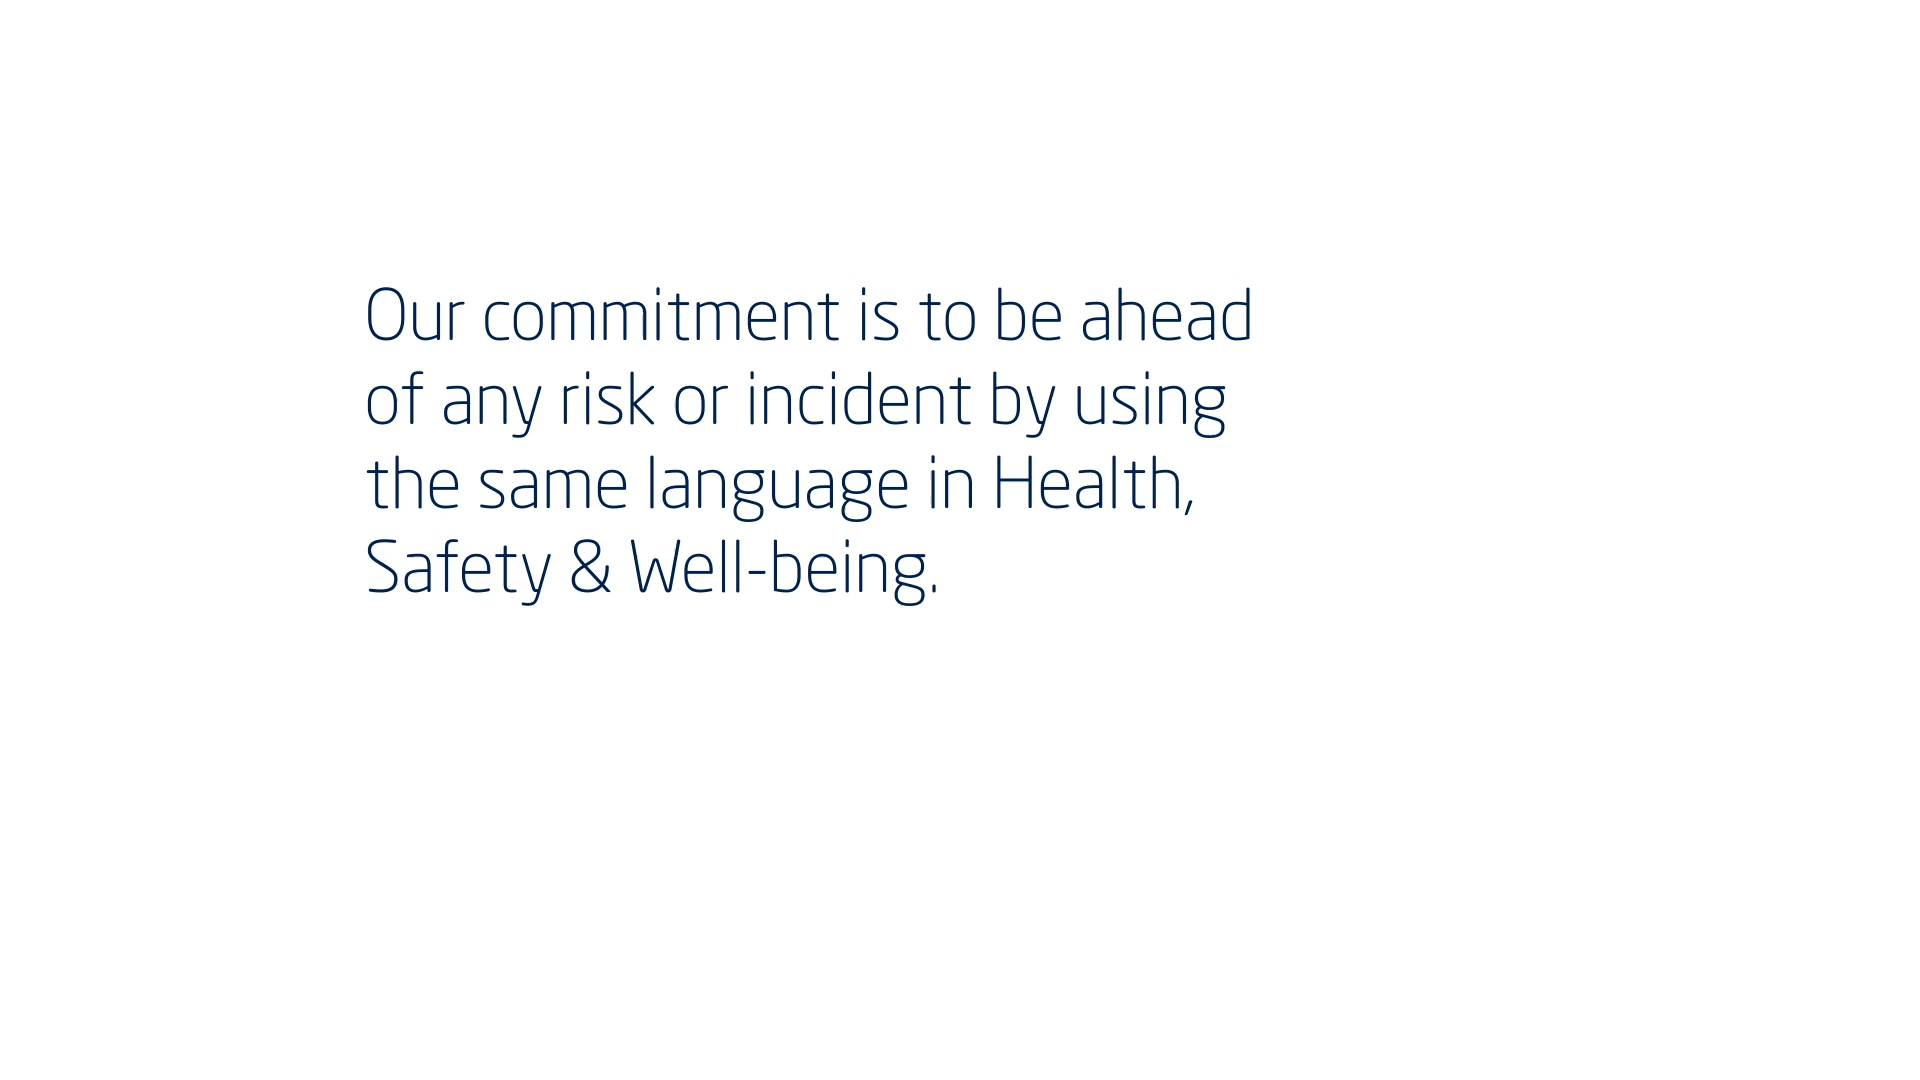 Our commitment is to be ahead
of any risk or incident by using
the same language in Health,
Safety & Well-being.